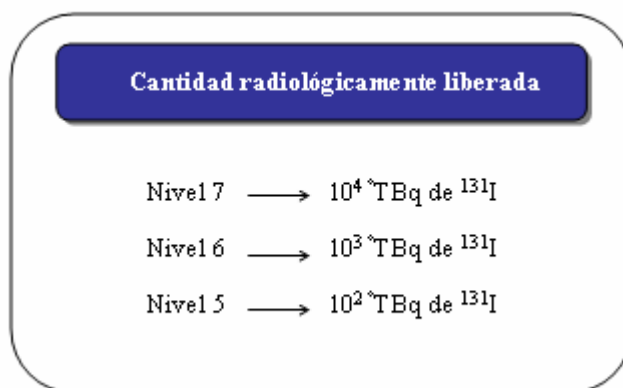 Cantidad radiológicamente liberada
Nivel 7 → 10⁴ *TBq de ¹³¹I
Nivel 6 → 10³ *TBq de ¹³¹I
Nivel 5 → 10² *TBq de ¹³¹I